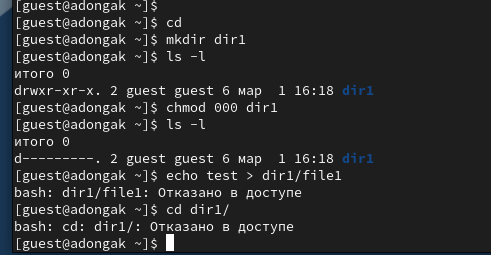 [guest@adongak ~]$
[guest@adongak ~]$ cd
[guest@adongak ~]$ mkdir dir1
[guest@adongak ~]$ ls -l
итого 0
drwxr-xr-x. 2 guest guest 6 мар  1 16:18 dir1
[guest@adongak ~]$ chmod 000 dir1
[guest@adongak ~]$ ls -l
итого 0
d---------. 2 guest guest 6 мар  1 16:18 dir1
[guest@adongak ~]$ echo test > dir1/file1
bash: dir1/file1: Отказано в доступе
[guest@adongak ~]$ cd dir1/
bash: cd: dir1/: Отказано в доступе
[guest@adongak ~]$